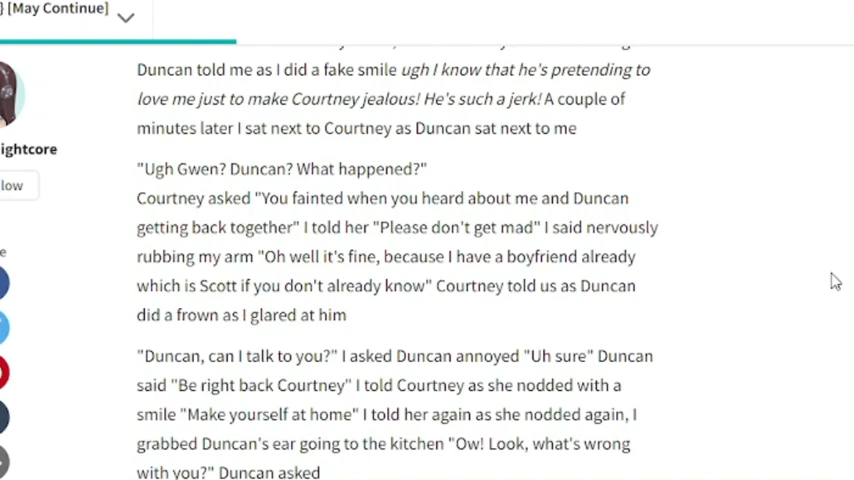 } [May Continue]
Duncan told me as I did a fake smile ugh I know that he's pretending to
love me just to make Courtney jealous! He's such a jerk! A couple of
minutes later I sat next to Courtney as Duncan sat next to me
ightcore
"Ugh Gwen? Duncan? What happened?"
low
Courtney asked "You fainted when you heard about me and Duncan
getting back together" I told her "Please don't get mad" I said nervously
e
rubbing my arm "Oh well it's fine, because I have a boyfriend already
which is Scott if you don't already know" Courtney told us as Duncan
did a frown as I glared at him
"Duncan, can I talk to you?" I asked Duncan annoyed "Uh sure" Duncan
said "Be right back Courtney" I told Courtney as she nodded with a
smile "Make yourself at home" I told her again as she nodded again, I
grabbed Duncan's ear going to the kitchen "Ow! Look, what's wrong
with you?" Duncan asked